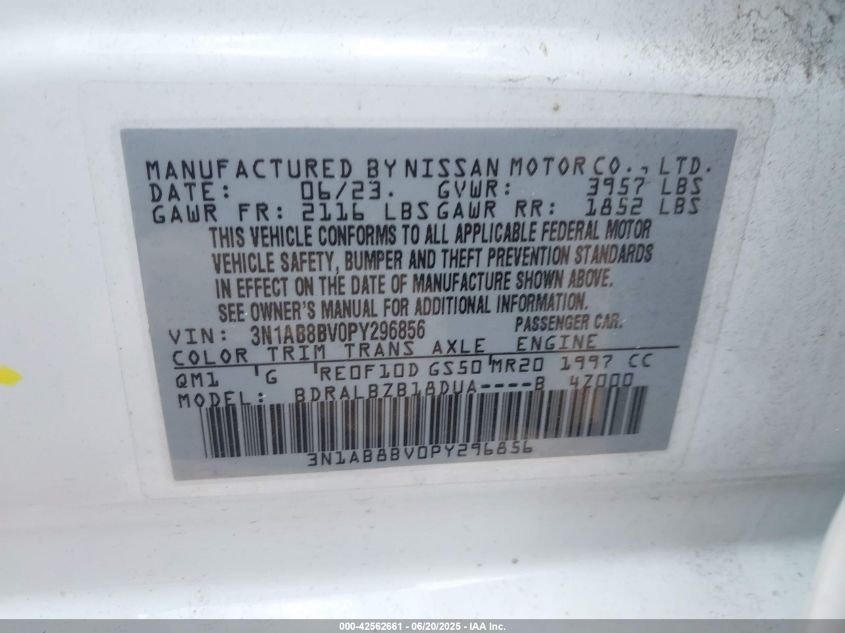 MANUFACTURED BY NISSAN MOTOR CO., LTD.
DATE: 06/23. GVWR: 3957 LBS
GAWR FR: 2116 LBS GAWR RR: 1852 LBS
THIS VEHICLE CONFORMS TO ALL APPLICABLE FEDERAL MOTOR
VEHICLE SAFETY, BUMPER AND THEFT PREVENTION STANDARDS
IN EFFECT ON THE DATE OF MANUFACTURE SHOWN ABOVE.
SEE OWNER'S MANUAL FOR ADDITIONAL INFORMATION.
VIN: 3N1AB8BV0PY296856 PASSENGER CAR.
COLOR TRIM TRANS AXLE ENGINE
QM1 G RE0F10D GS50 MR20 1997 CC
MODEL: BDRALBZB18DUA----B 4Z000
3N1AB8BV0PY296856
000-42562661 - 06/20/2025 - IAA Inc.